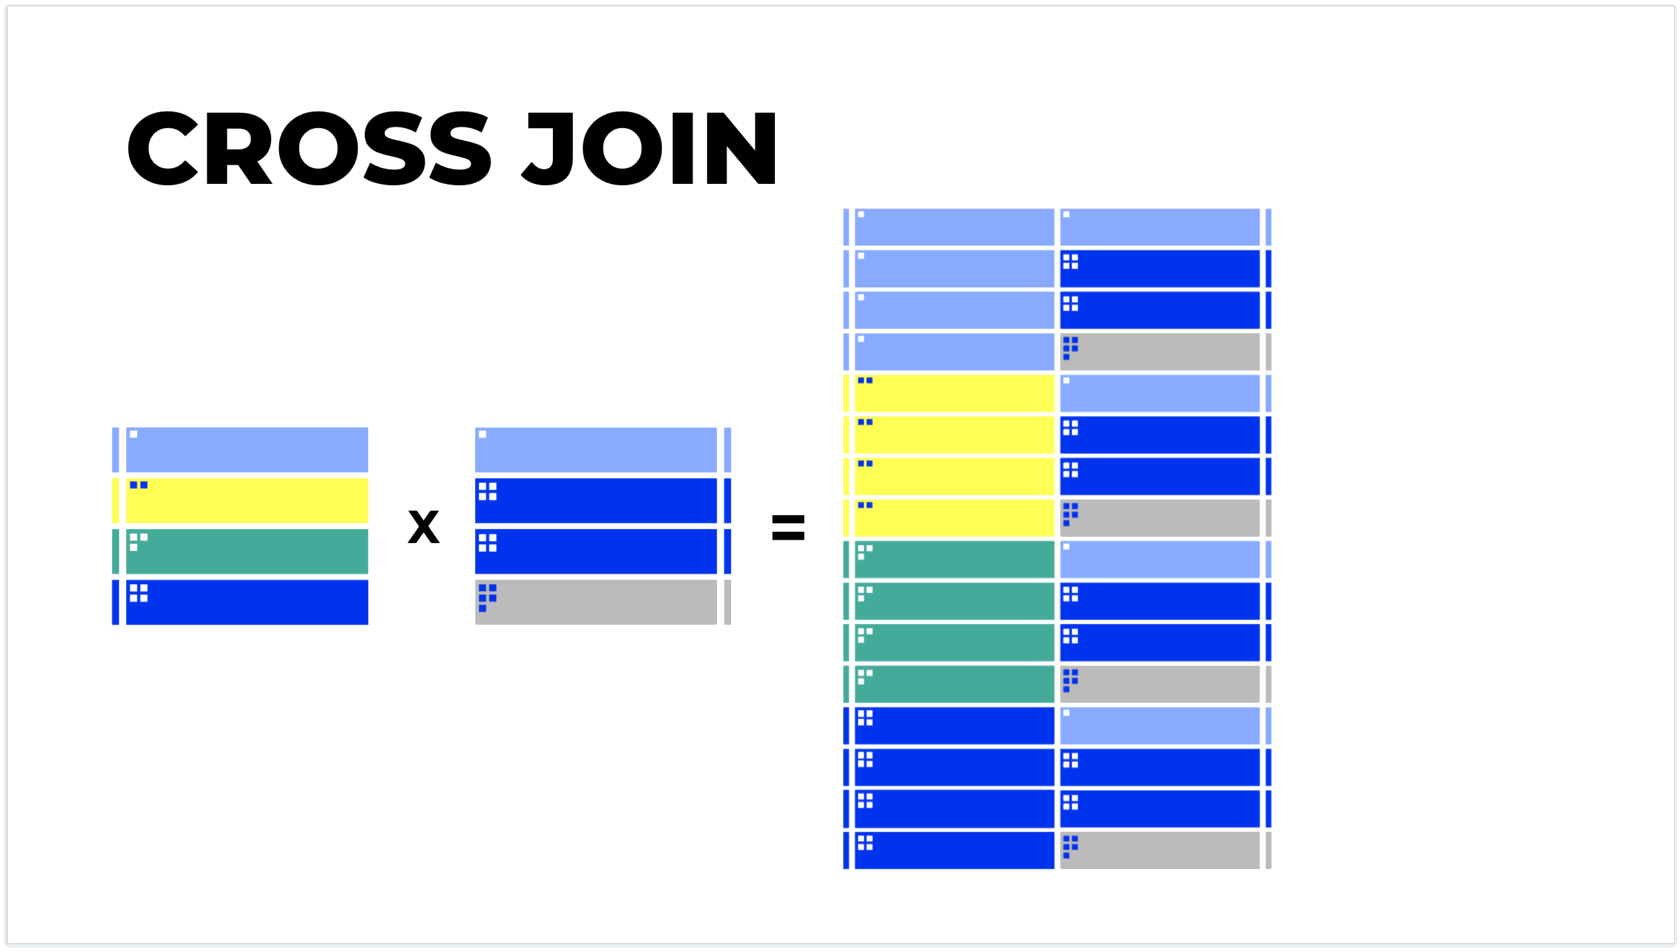 CROSS JOIN
x
=